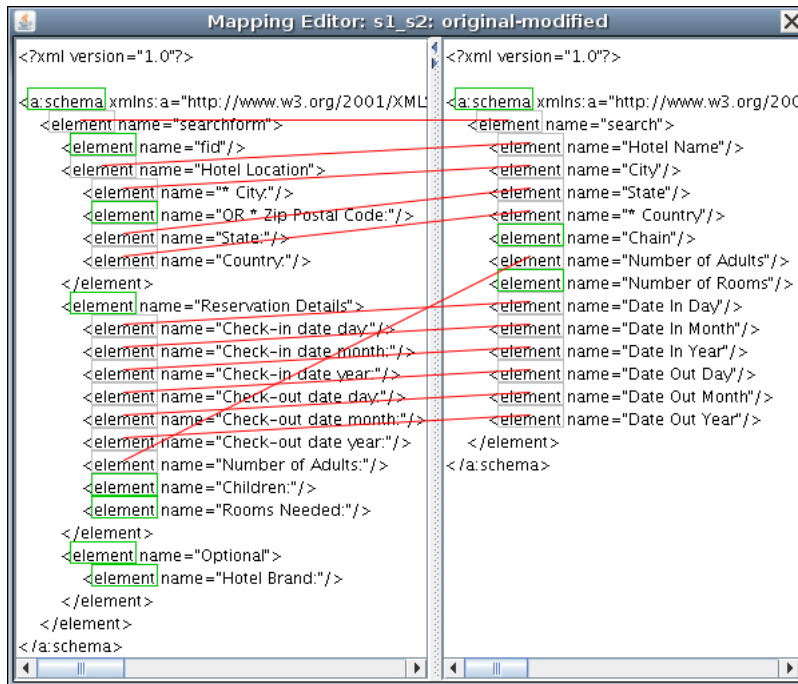 Mapping Editor: s1_s2: original-modified
<?xml version="1.0"?>
<a:schema xmlns:a="http://www.w3.org/2001/XML
<element name="searchform">
<element name="fid"/>
<element name="Hotel Location">
<element name="* City:"/>
<element name="OR * Zip Postal Code:"/>
<element name="State:"/>
<element name="Country:"/>
</element>
<element name="Reservation Details">
<element name="Check-in date day:"/>
<element name="Check-in date month:"/>
<element name="Check-in date year:"/>
<element name="Check-out date day:"/>
<element name="Check-out date month:"/>
<element name="Check-out date year:"/>
<element name="Number of Adults:"/>
<element name="Children:"/>
<element name="Rooms Needed:"/>
</element>
<element name="Optional">
<element name="Hotel Brand:"/>
</element>
</element>
</a:schema>
<?xml version="1.0"?>
<a:schema xmlns:a="http://www.w3.org/200
<element name="search">
<element name="Hotel Name"/>
<element name="City"/>
<element name="State"/>
<element name="* Country"/>
<element name="Chain"/>
<element name="Number of Adults"/>
<element name="Number of Rooms"/>
<element name="Date In Day"/>
<element name="Date In Month"/>
<element name="Date In Year"/>
<element name="Date Out Day"/>
<element name="Date Out Month"/>
<element name="Date Out Year"/>
</element>
</a:schema>